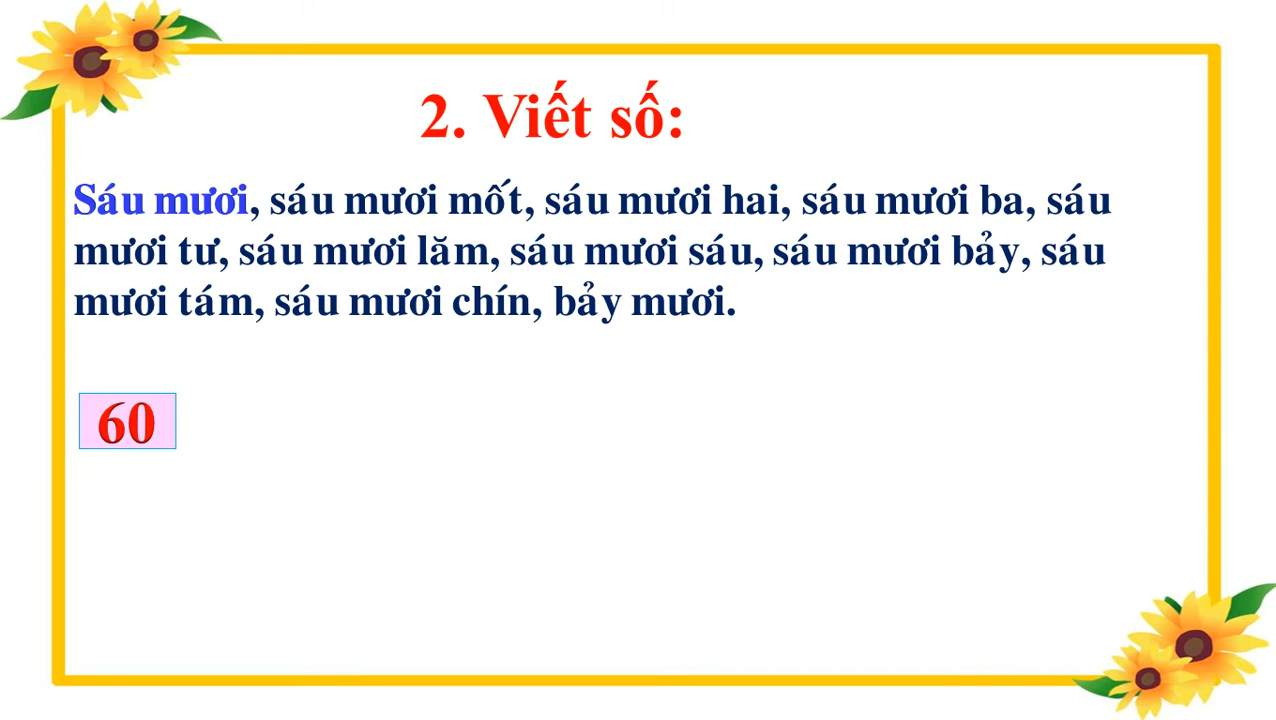 2. Viết số:
Sáu mươi, sáu mươi mốt, sáu mươi hai, sáu mươi ba, sáu
mươi tư, sáu mươi lăm, sáu mươi sáu, sáu mươi bảy, sáu
mươi tám, sáu mươi chín, bảy mươi.
60